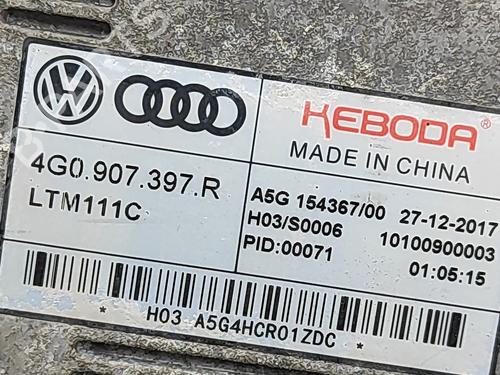 KEBODA®
MADE IN CHINA
4G0.907.397.R
LTM111C
A5G 154367/00 27-12-2017
H03/S0006 10100900003
PID:00071 01:05:15
* H03 A5G4HCR01ZDC *